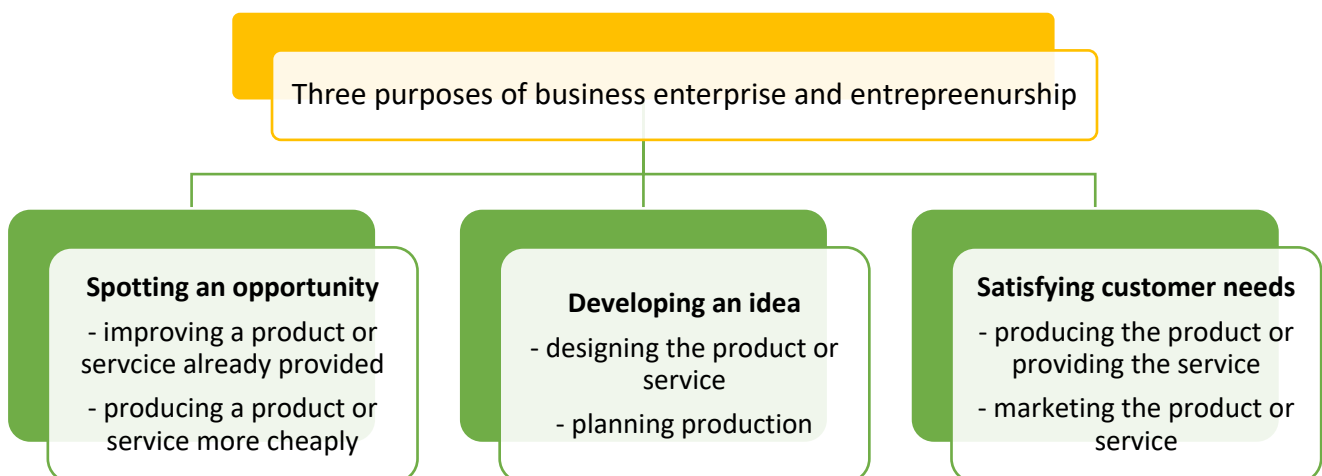 Three purposes of business enterprise and entrepreenurship
Spotting an opportunity
- improving a product or
servcice already provided
- producing a product or
service more cheaply
Developing an idea
- designing the product or
service
- planning production
Satisfying customer needs
- producing the product or
providing the service
- marketing the product or
service